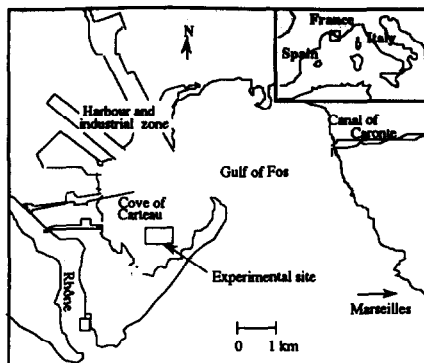 N
France
Italy
Spain
Harbour and
industrial zone
Canal of
Caronte
Gulf of Fos
Cove of
Carteau
Experimental site
Rhône
Marseilles
0 1 km